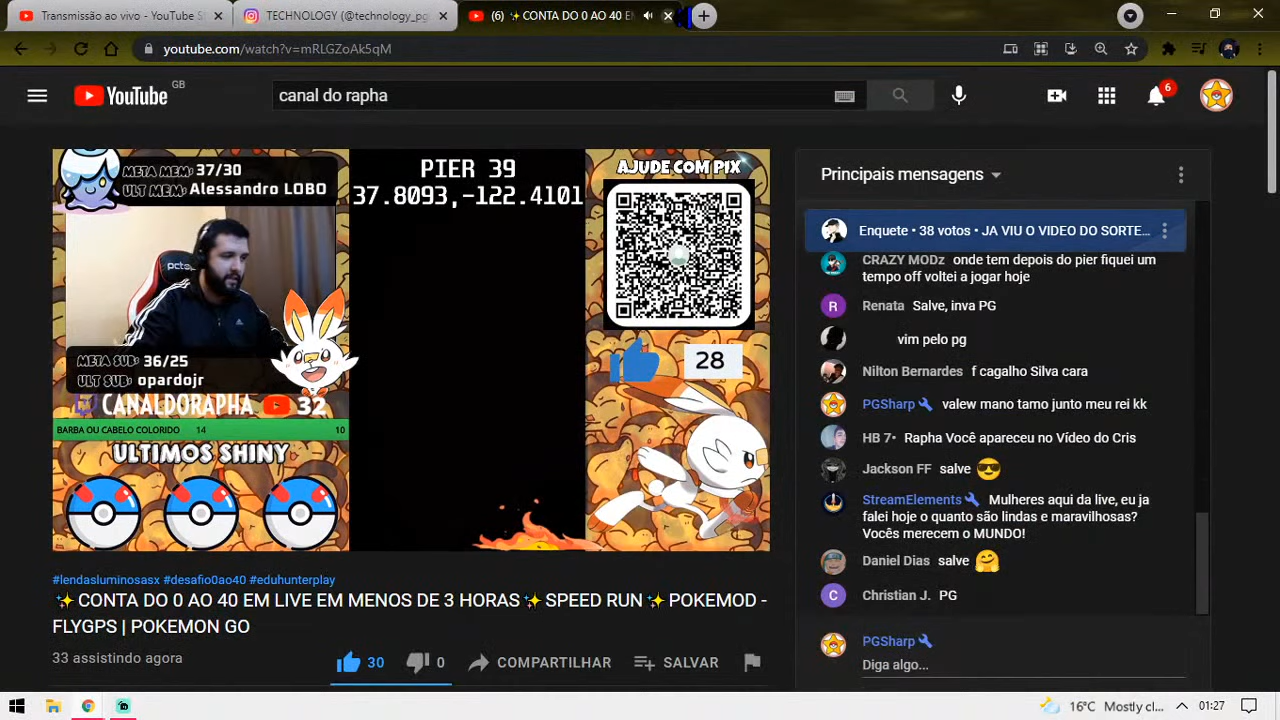 Transmissão ao vivo - YouTube S
TECHNOLOGY (@technology_pg
(6) ✨CONTA DO 0 AO 40 EM
youtube.com/watch?v=mRLGZoAk5qM
YouTube
GB
canal do rapha
6
META MEM: 37/30
ULT MEM: Alessandro LOBO
PIER 39
37.8093,-122.4101
AJUDE COM PIX
28
META SUB: 36/25
ULT SUB: opardojr
CANALDORAPHA 32
BARBA OU CABELO COLORIDO 14 10
ULTIMOS SHINY
#lendasluminosasx #desafio0ao40 #eduhunterplay
✨CONTA DO 0 AO 40 EM LIVE EM MENOS DE 3 HORAS✨SPEED RUN✨POKEMOD -
FLYGPS | POKEMON GO
33 assistindo agora
30
0
COMPARTILHAR
SALVAR
Principais mensagens
Enquete • 38 votos • JA VIU O VIDEO DO SORTE...
CRAZY MODz onde tem depois do pier fiquei um
tempo off voltei a jogar hoje
R Renata Salve, inva PG
vim pelo pg
Nilton Bernardes f cagalho Silva cara
PGSharp valew mano tamo junto meu rei kk
HB 7• Rapha Você apareceu no Vídeo do Cris
Jackson FF salve 😎
StreamElements Mulheres aqui da live, eu ja
falei hoje o quanto são lindas e maravilhosas?
Vocês merecem o MUNDO!
Daniel Dias salve 🤗
C Christian J. PG
PGSharp
Diga algo...
16°C Mostly cl...
01:27